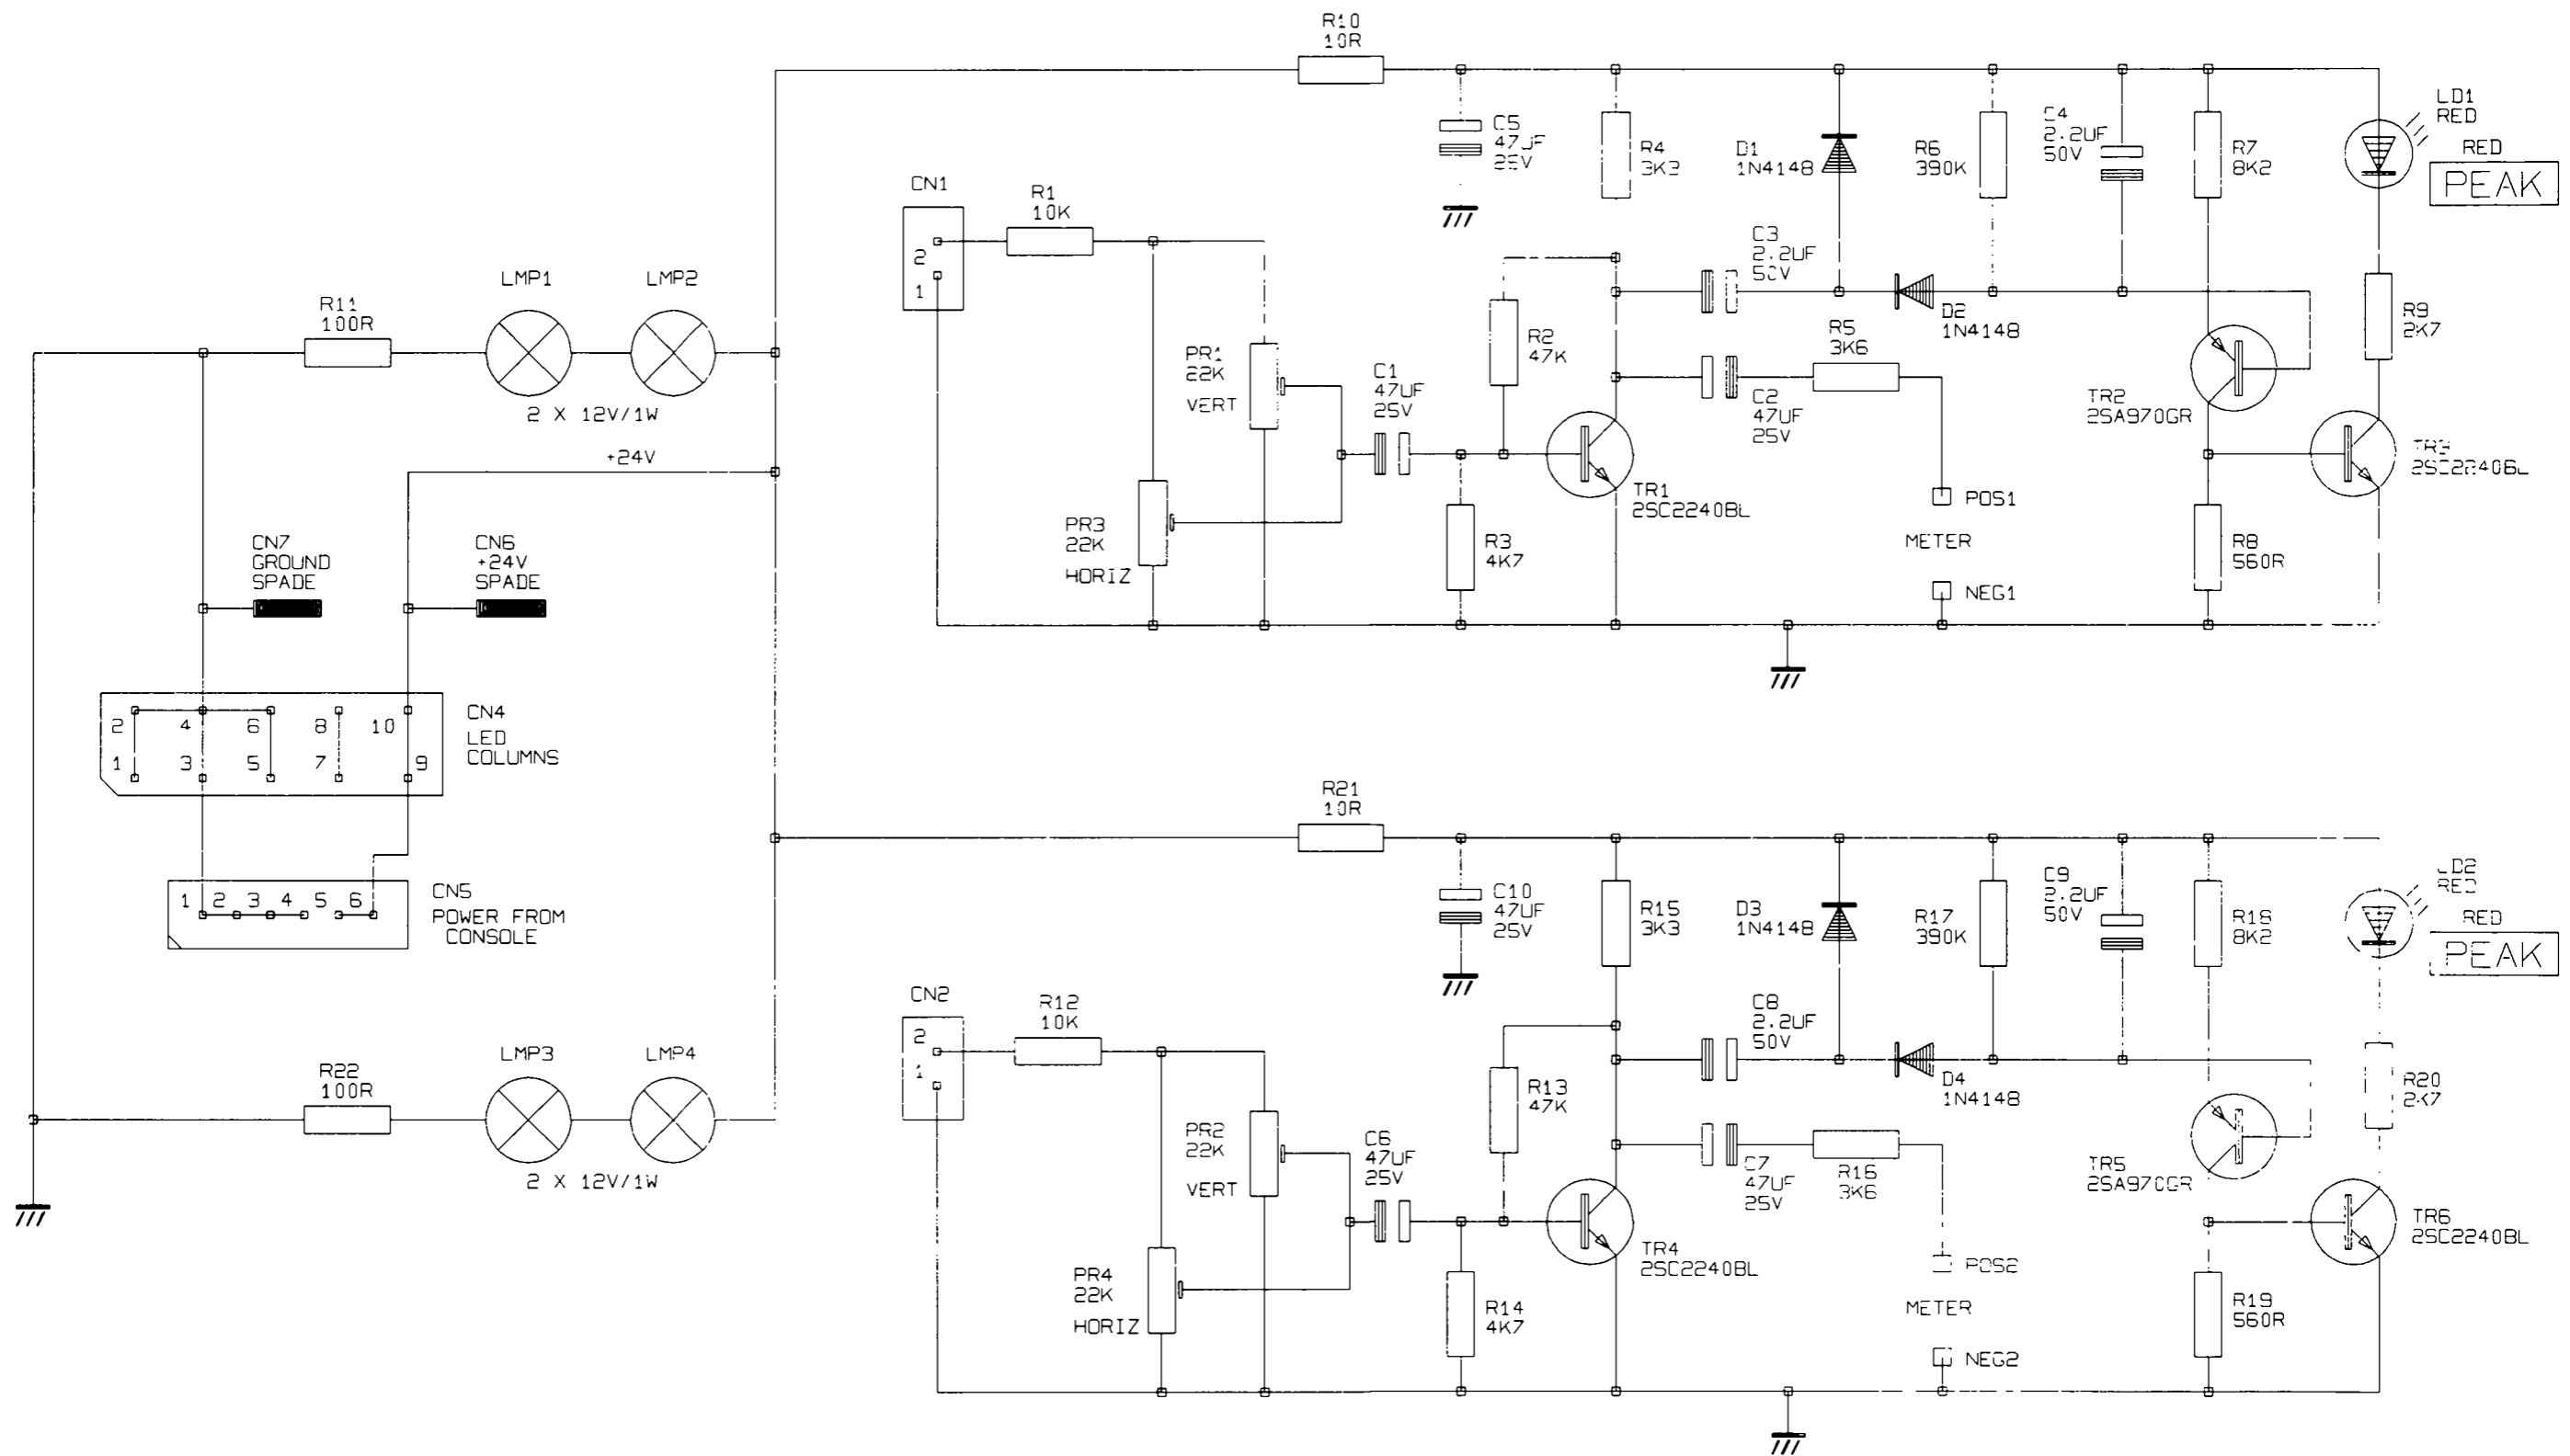 R10
10R
C5
47UF
25V
R4
3K3
D1
1N4148
R6
390K
C4
2.2UF
50V
R7
8K2
LD1
RED
RED
PEAK
CN1
2
1
R1
10K
C3
2.2UF
50V
D2
1N4148
R9
2K7
LMP1
LMP2
R11
100R
2 X 12V/1W
PR1
22K
VERT
C1
47UF
25V
R2
47K
R5
3K6
C2
47UF
25V
TR2
2SA970GR
TR3
2SC2240BL
+24V
TR1
2SC2240BL
POS1
METER
NEG1
PR3
22K
HORIZ
R3
4K7
R8
560R
CN7
GROUND
SPADE
CN6
+24V
SPADE
2 4 6 8 10
1 3 5 7 9
CN4
LED
COLUMNS
1 2 3 4 5 6
CN5
POWER FROM
CONSOLE
R21
10R
C10
47UF
25V
R15
3K3
D3
1N4148
R17
390K
C9
2.2UF
50V
R18
8K2
LD2
RED
RED
PEAK
CN2
2
1
R12
10K
C8
2.2UF
50V
D4
1N4148
R20
2K7
LMP3
LMP4
R22
100R
2 X 12V/1W
PR2
22K
VERT
C6
47UF
25V
R13
47K
C7
47UF
25V
R16
3K6
TR5
2SA970GR
TR6
2SC2240BL
TR4
2SC2240BL
POS2
METER
NEG2
PR4
22K
HORIZ
R14
4K7
R19
560R